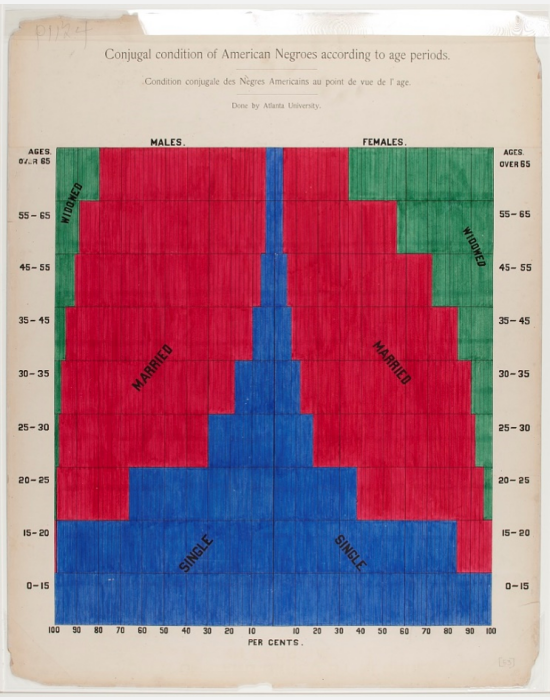 Conjugal condition of American Negroes according to age periods.
Condition conjugale des Nègres Americains au point de vue de l' age.
Done by Atlanta University.
MALES. FEMALES.
AGES. AGES.
OVER 65 OVER 65
WIDOWED WIDOWED
55-65 55-65
45-55 45-55
35-45 35-45
MARRIED MARRIED
30-35 30-35
25-30 25-30
20-25 20-25
15-20 15-20
SINGLE SINGLE
0-15 0-15
100 90 80 70 60 50 40 30 20 10 10 20 30 40 50 60 70 80 90 100
PER CENTS.